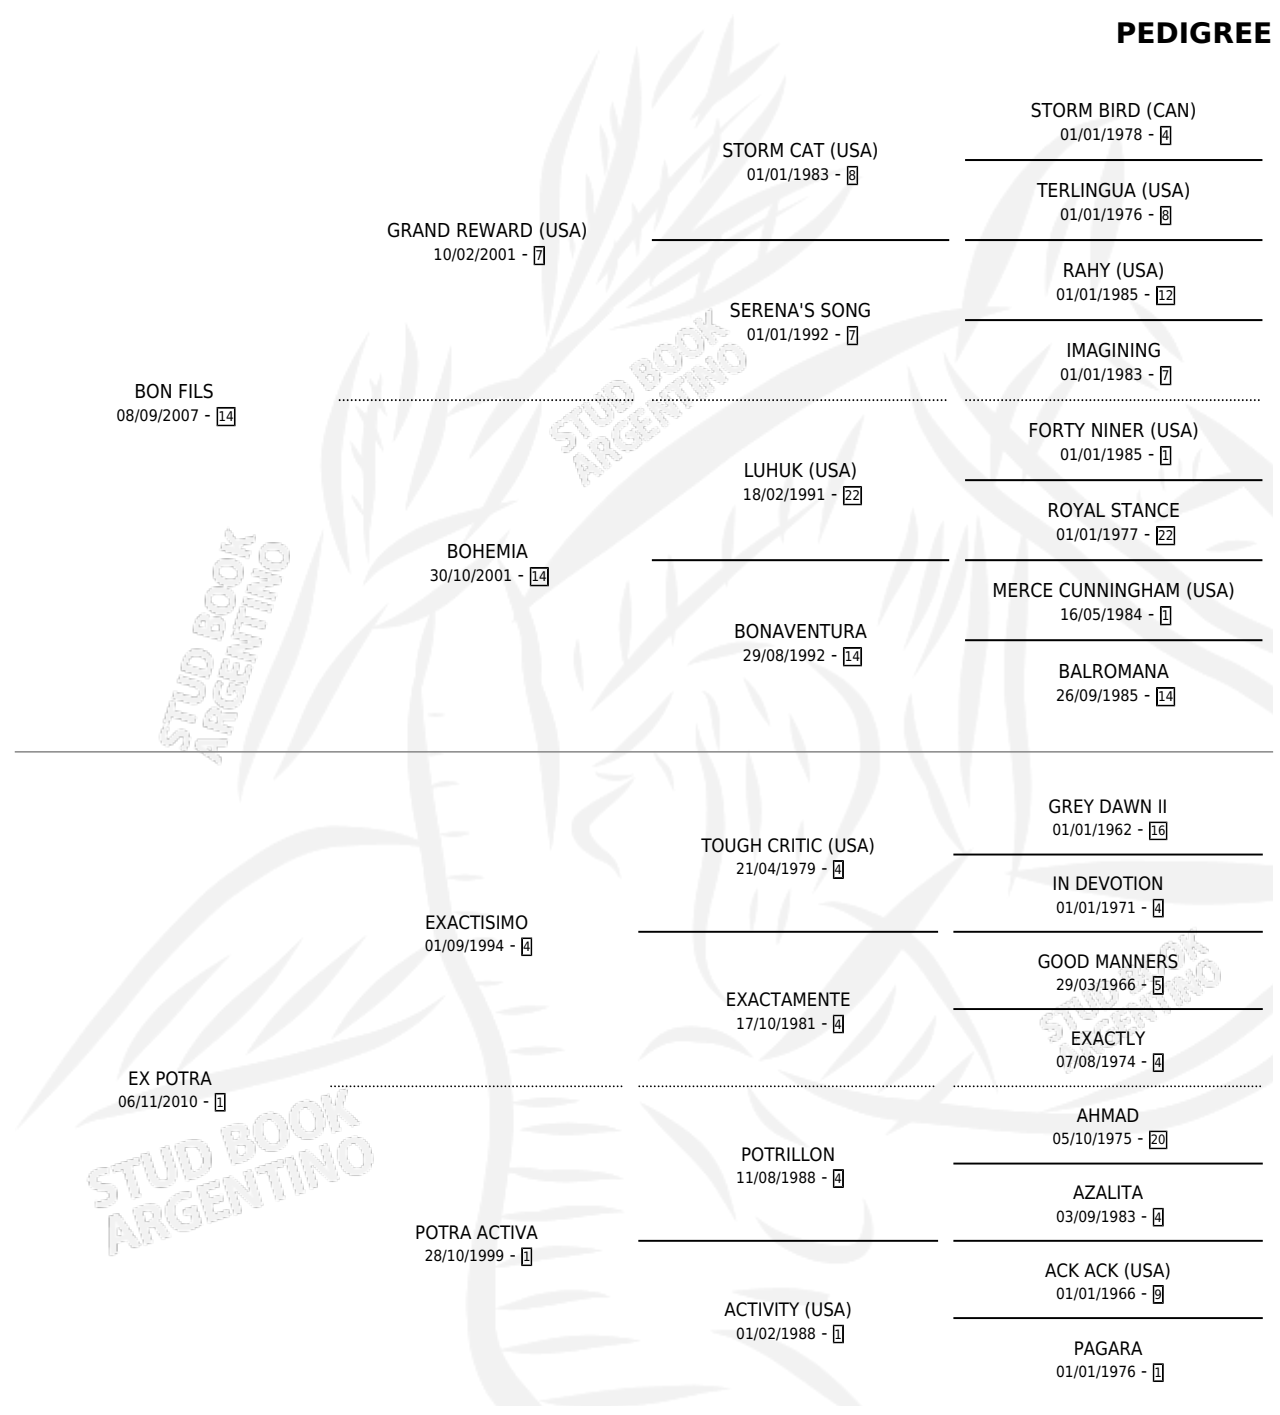 PEDIGREE
STORM BIRD (CAN)
01/01/1978 - 4
STORM CAT (USA)
01/01/1983 - 8
TERLINGUA (USA)
01/01/1976 - 8
GRAND REWARD (USA)
10/02/2001 - 7
RAHY (USA)
01/01/1985 - 12
SERENA'S SONG
01/01/1992 - 7
IMAGINING
01/01/1983 - 7
BON FILS
08/09/2007 - 14
FORTY NINER (USA)
01/01/1985 - 1
LUHUK (USA)
18/02/1991 - 22
ROYAL STANCE
01/01/1977 - 22
BOHEMIA
30/10/2001 - 14
MERCE CUNNINGHAM (USA)
16/05/1984 - 1
BONAVENTURA
29/08/1992 - 14
BALROMANA
26/09/1985 - 14
STUD BOOK
ARGENTINO
STUD BOOK
ARGENTINO
GREY DAWN II
01/01/1962 - 16
TOUGH CRITIC (USA)
21/04/1979 - 4
IN DEVOTION
01/01/1971 - 4
EXACTISIMO
01/09/1994 - 4
GOOD MANNERS
29/03/1966 - 5
EXACTAMENTE
17/10/1981 - 4
EXACTLY
07/08/1974 - 4
EX POTRA
06/11/2010 - 1
AHMAD
05/10/1975 - 20
POTRILLON
11/08/1988 - 4
AZALITA
03/09/1983 - 4
POTRA ACTIVA
28/10/1999 - 1
ACK ACK (USA)
01/01/1966 - 9
ACTIVITY (USA)
01/02/1988 - 1
PAGARA
01/01/1976 - 1
STUD BOOK
ARGENTINO
STUD BOOK
ARGENTINO